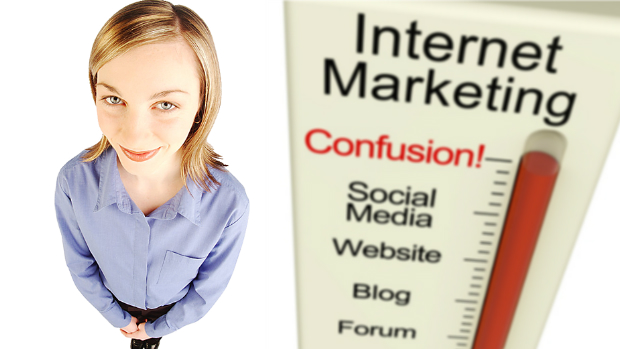 Internet
Marketing
Confusion!
Social
Media
Website
Blog
Forum